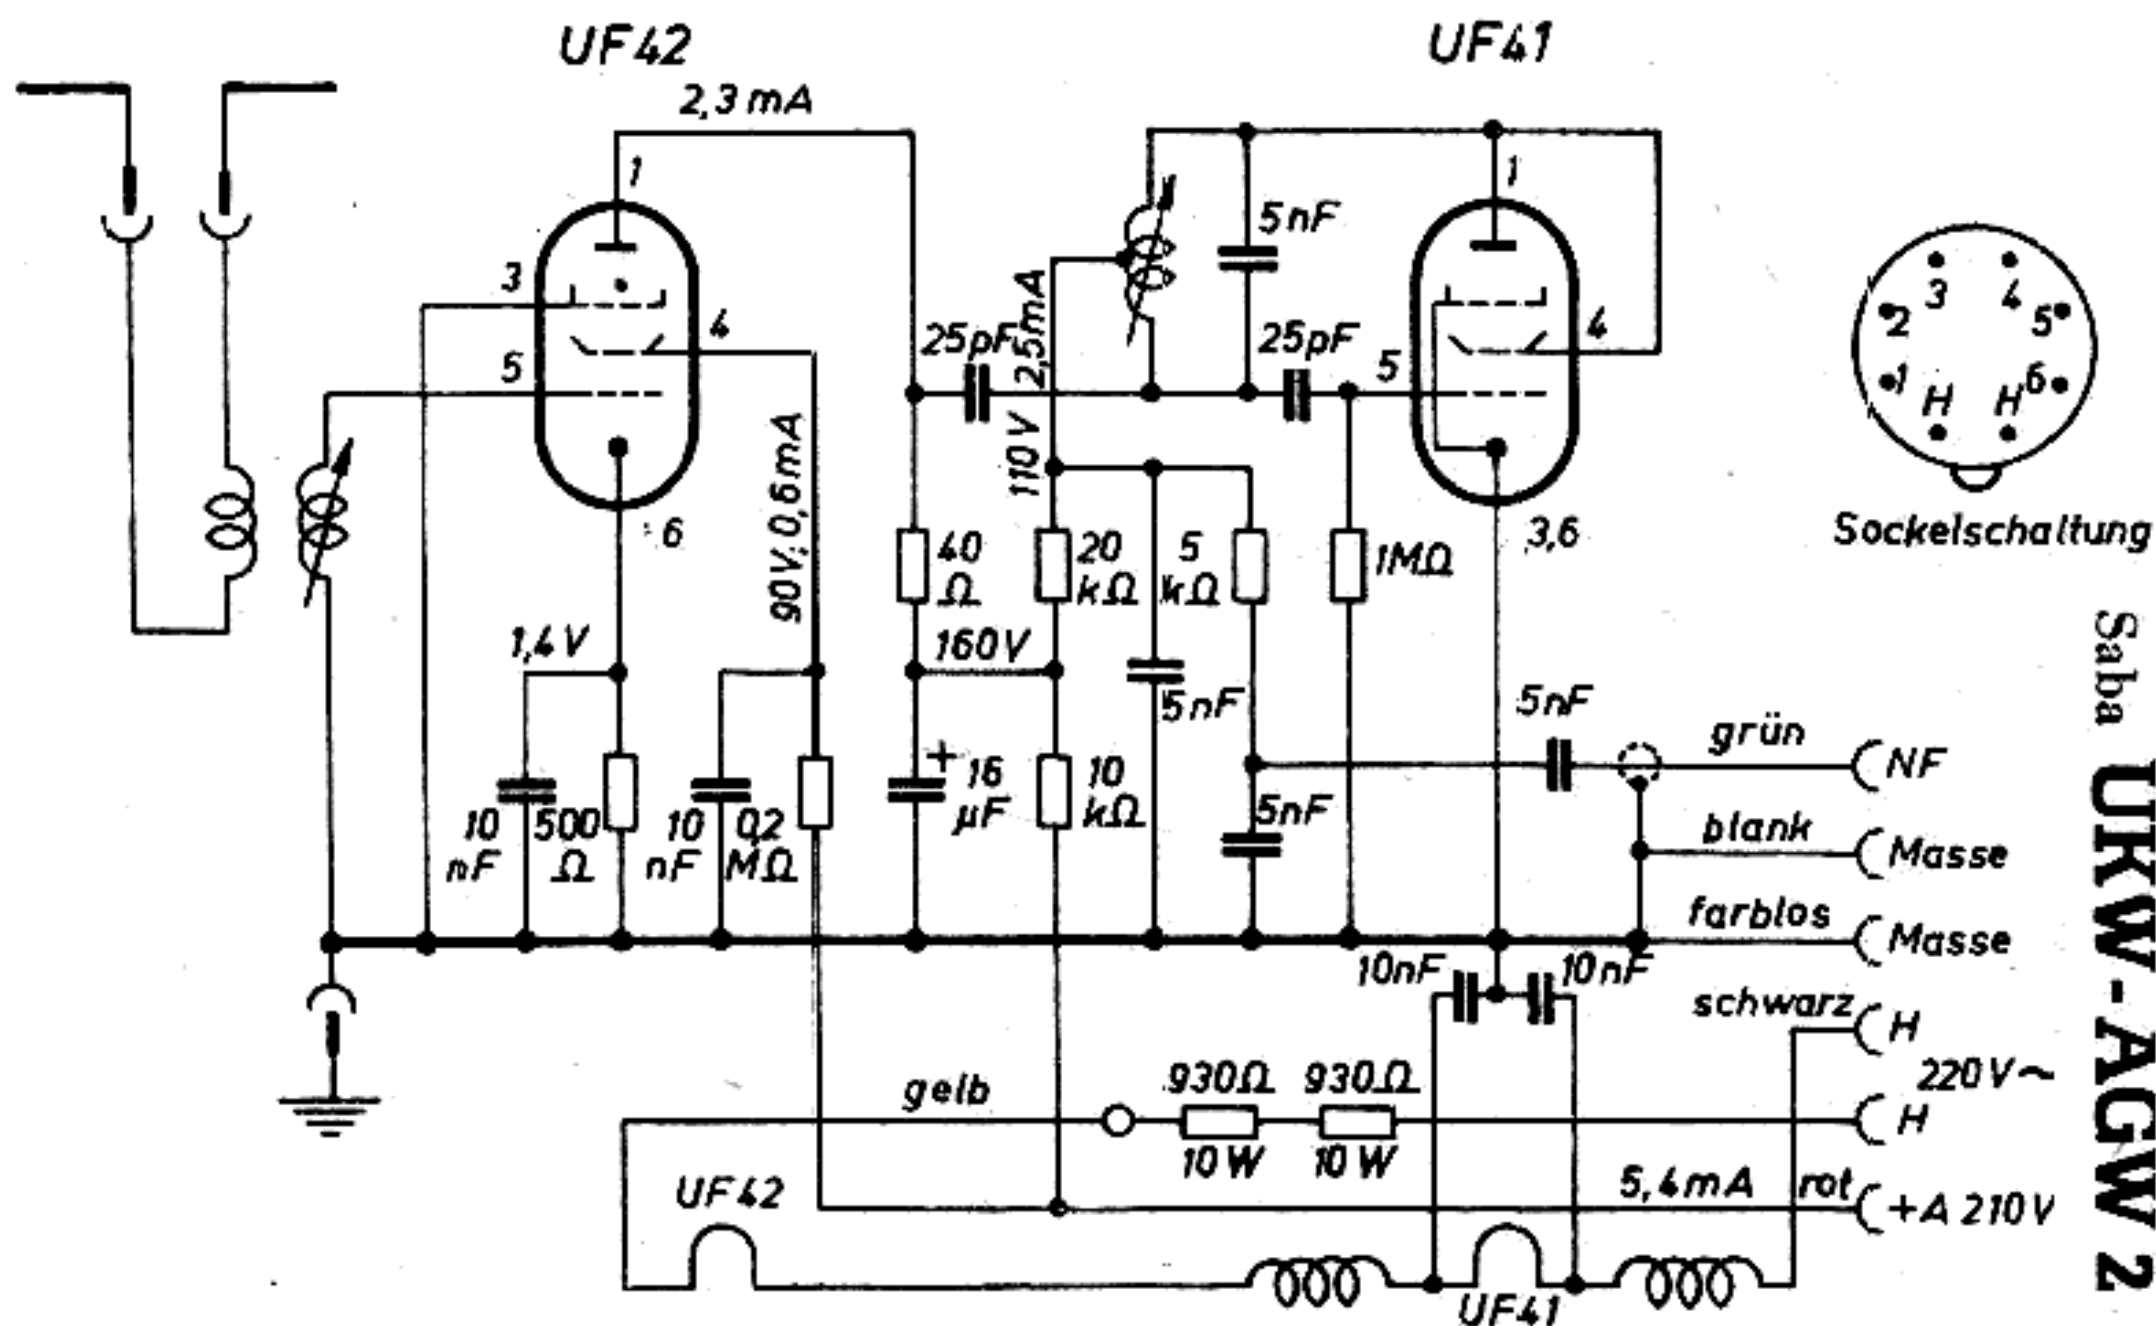 UF42
UF41
2,3 mA
1
3
5
4
6
1,4 V
90V; 0,6mA
10 nF
500 Ω
10 nF
0,2 MΩ
25pF
2,5mA
110 V
40 Ω
160V
16 µF
+
20 kΩ
10 kΩ
5 kΩ
5nF
5nF
25pF
5nF
1MΩ
1
5
4
3,6
3
4
2
5
1
6
H
H
Sockelschaltung
5nF
grün
NF
blank
Masse
farblos
Masse
10nF
10nF
schwarz
H
220V~
H
gelb
930Ω
930Ω
10 W
10 W
5,4mA
rot
+A 210V
UF42
UF41
Saba UKW-AGW 2